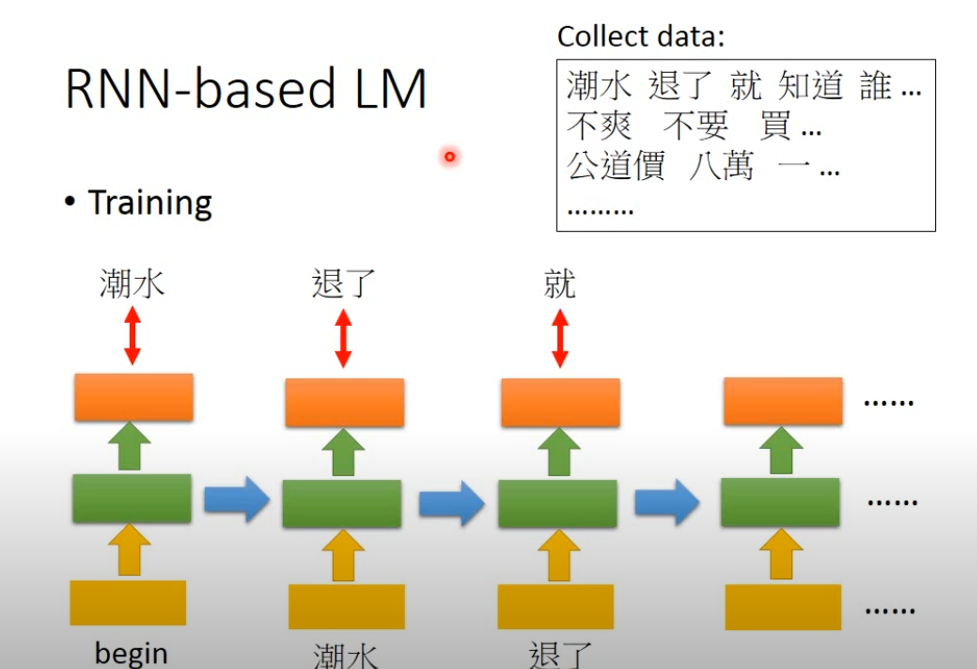 RNN-based LM
Collect data:
潮水 退了 就 知道 誰 ...
不爽 不要 買 ...
公道價 八萬 一 ...
………
• Training
潮水 退了 就
……
……
……
begin 潮水 退了